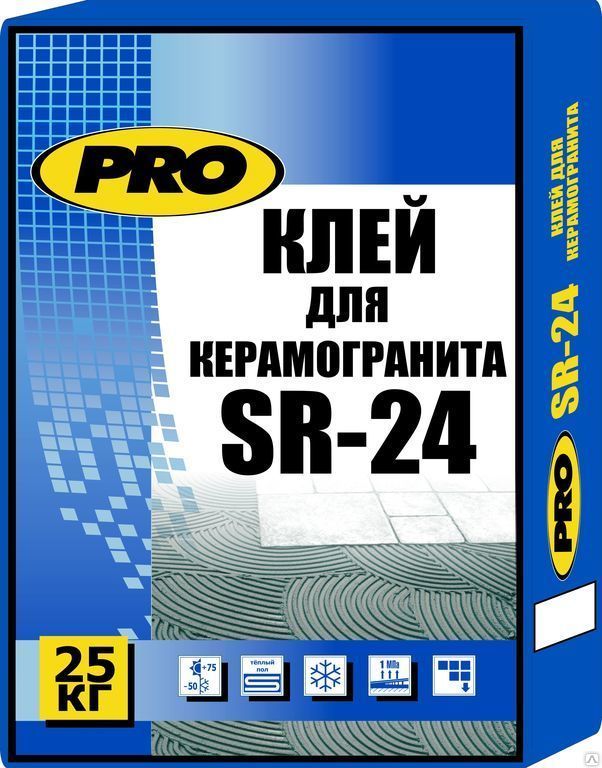 PRO
КЛЕЙ
ДЛЯ
КЕРАМОГРАНИТА
SR-24
25
КГ
+75
-50
тёплый
пол
1 МПа
PRO
SR-24
КЛЕЙ ДЛЯ
КЕРАМОГРАНИТА